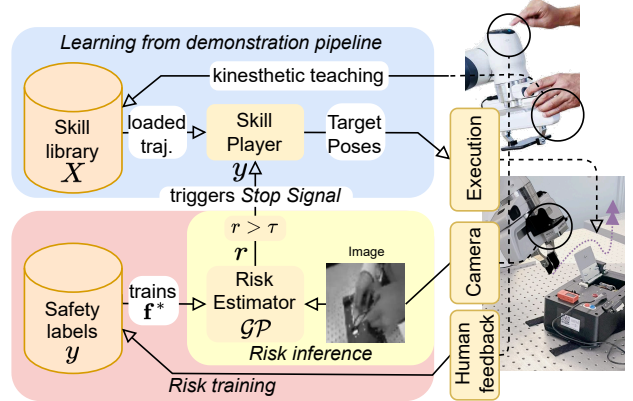 Learning from demonstration pipeline
kinesthetic teaching
Skill
library
X
loaded
traj.
Skill
Player
Target
Poses
Execution
y
triggers Stop Signal
r > τ
r
Image
Camera
Safety
labels
y
trains
f*
Risk
Estimator
GP
Risk inference
Human
feedback
Risk training